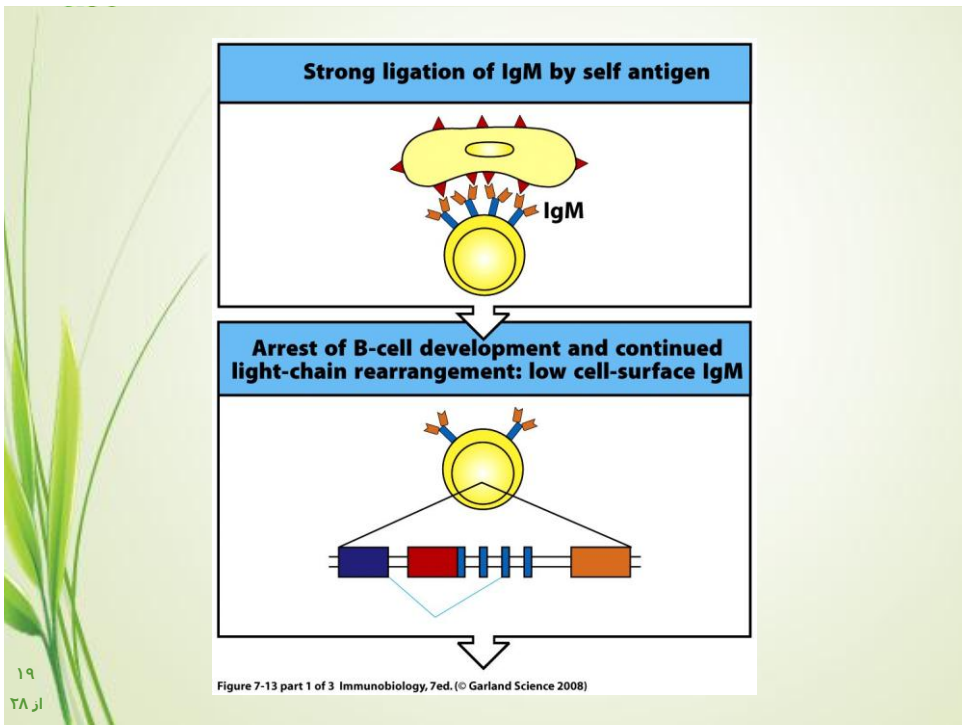 Strong ligation of IgM by self antigen
IgM
Arrest of B-cell development and continued
light-chain rearrangement: low cell-surface IgM
Figure 7-13 part 1 of 3 Immunobiology, 7ed. (© Garland Science 2008)
۱۹
از ۲۸